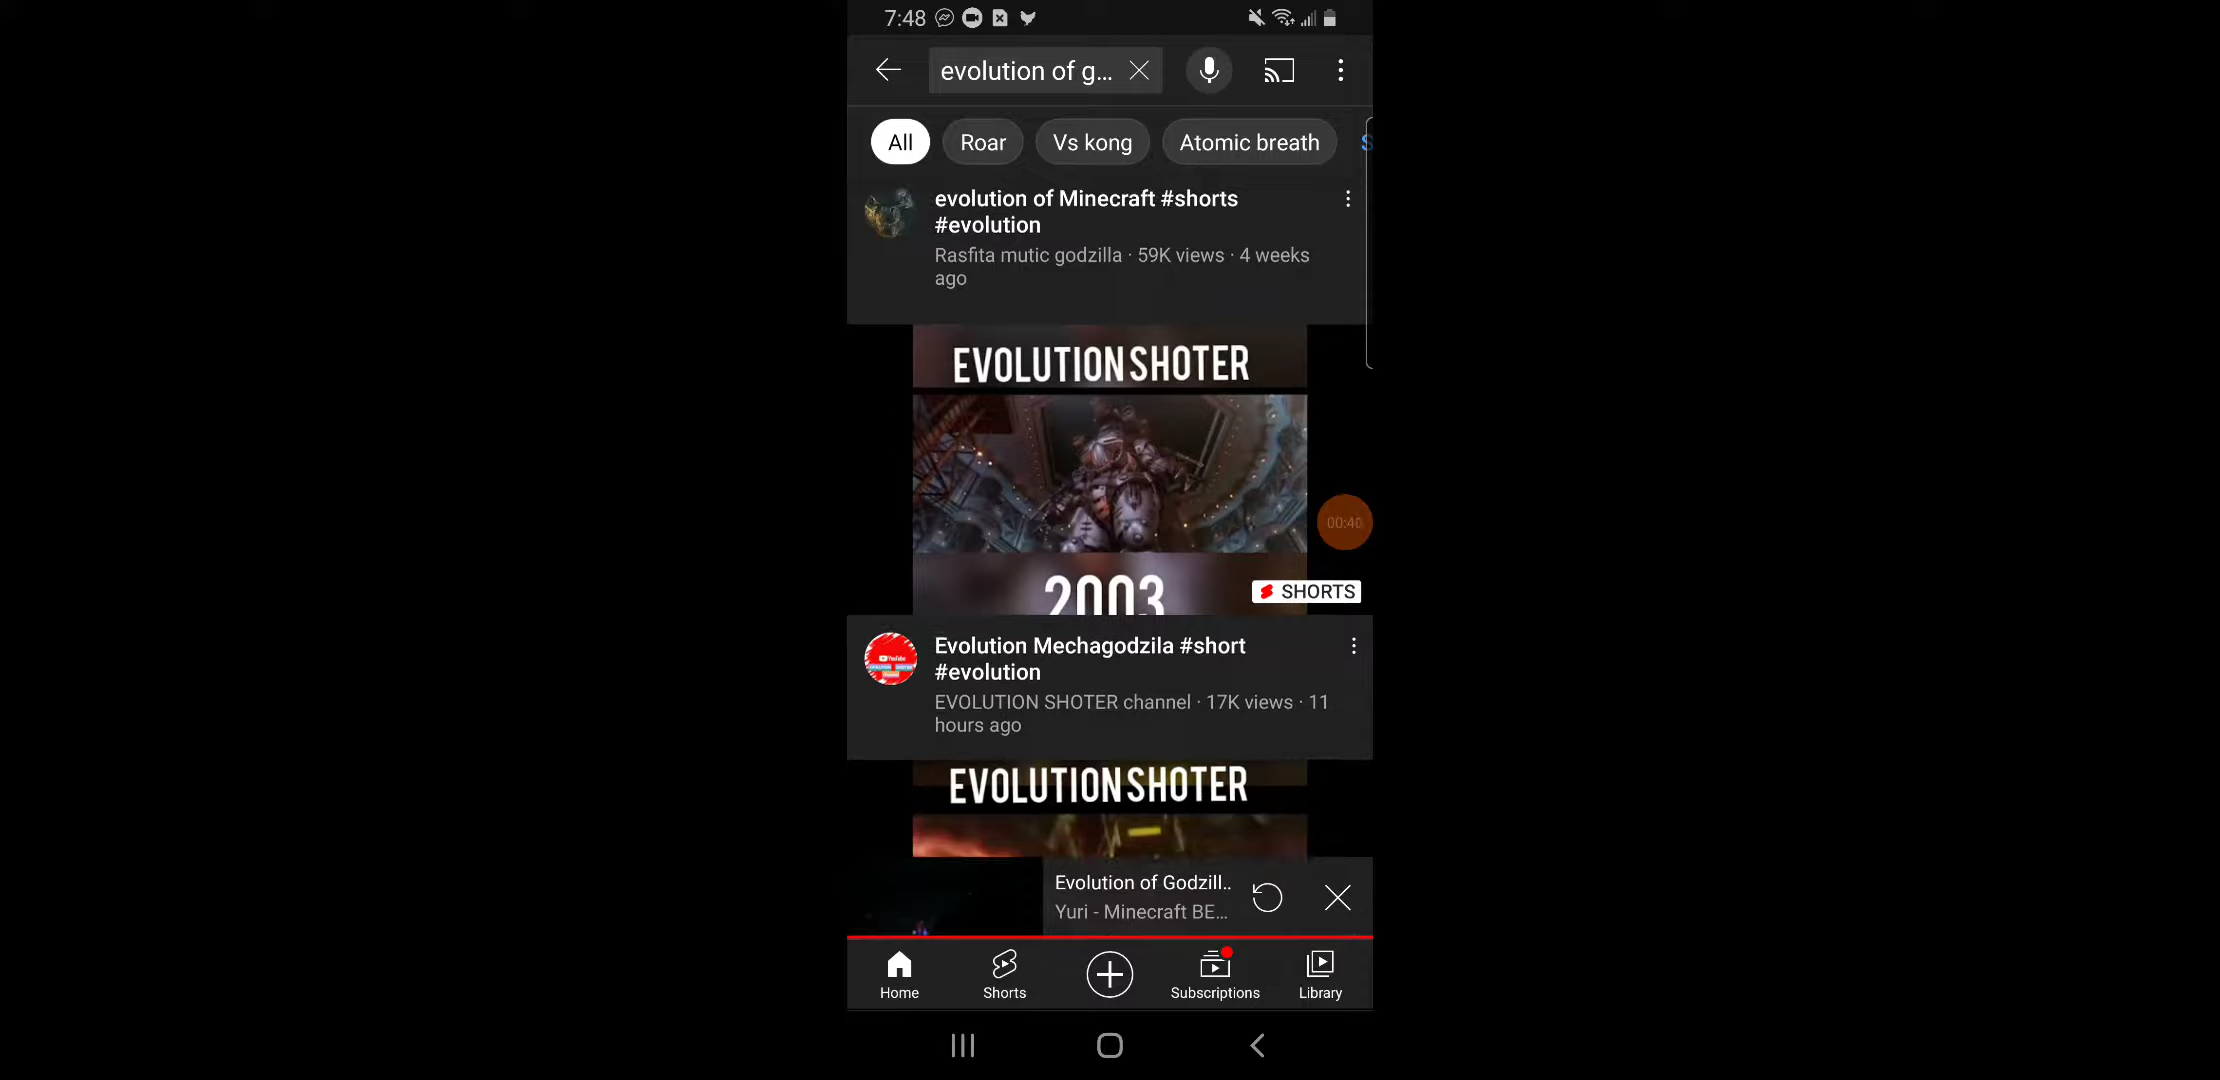 7:48
evolution of g...
All
Roar
Vs kong
Atomic breath
evolution of Minecraft #shorts
#evolution
Rasfita mutic godzilla · 59K views · 4 weeks
ago
EVOLUTION SHOTER
00:40
2003
SHORTS
Evolution Mechagodzila #short
#evolution
YouTube
EVOLUTION SHOTER channel · 17K views · 11
hours ago
EVOLUTION SHOTER
Evolution of Godzill..
Yuri - Minecraft BE...
Home
Shorts
Subscriptions
Library